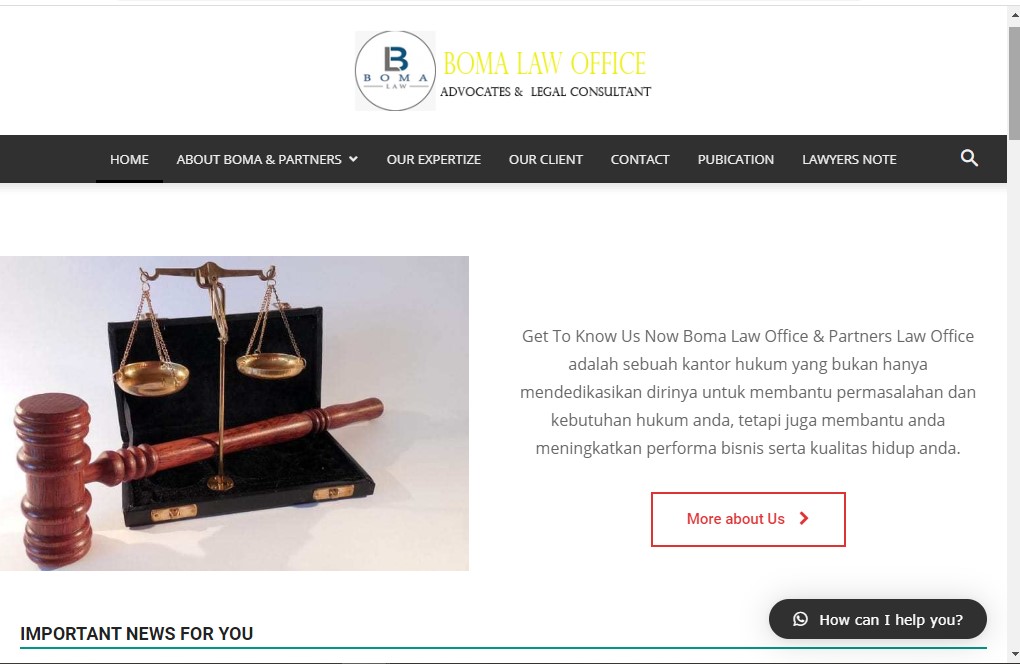 B
BOMA
LAW
BOMA LAW OFFICE
ADVOCATES & LEGAL CONSULTANT
HOME ABOUT BOMA & PARTNERS OUR EXPERTIZE OUR CLIENT CONTACT PUBICATION LAWYERS NOTE
Get To Know Us Now Boma Law Office & Partners Law Office
adalah sebuah kantor hukum yang bukan hanya
mendedikasikan dirinya untuk membantu permasalahan dan
kebutuhan hukum anda, tetapi juga membantu anda
meningkatkan performa bisnis serta kualitas hidup anda.
More about Us
How can I help you?
IMPORTANT NEWS FOR YOU